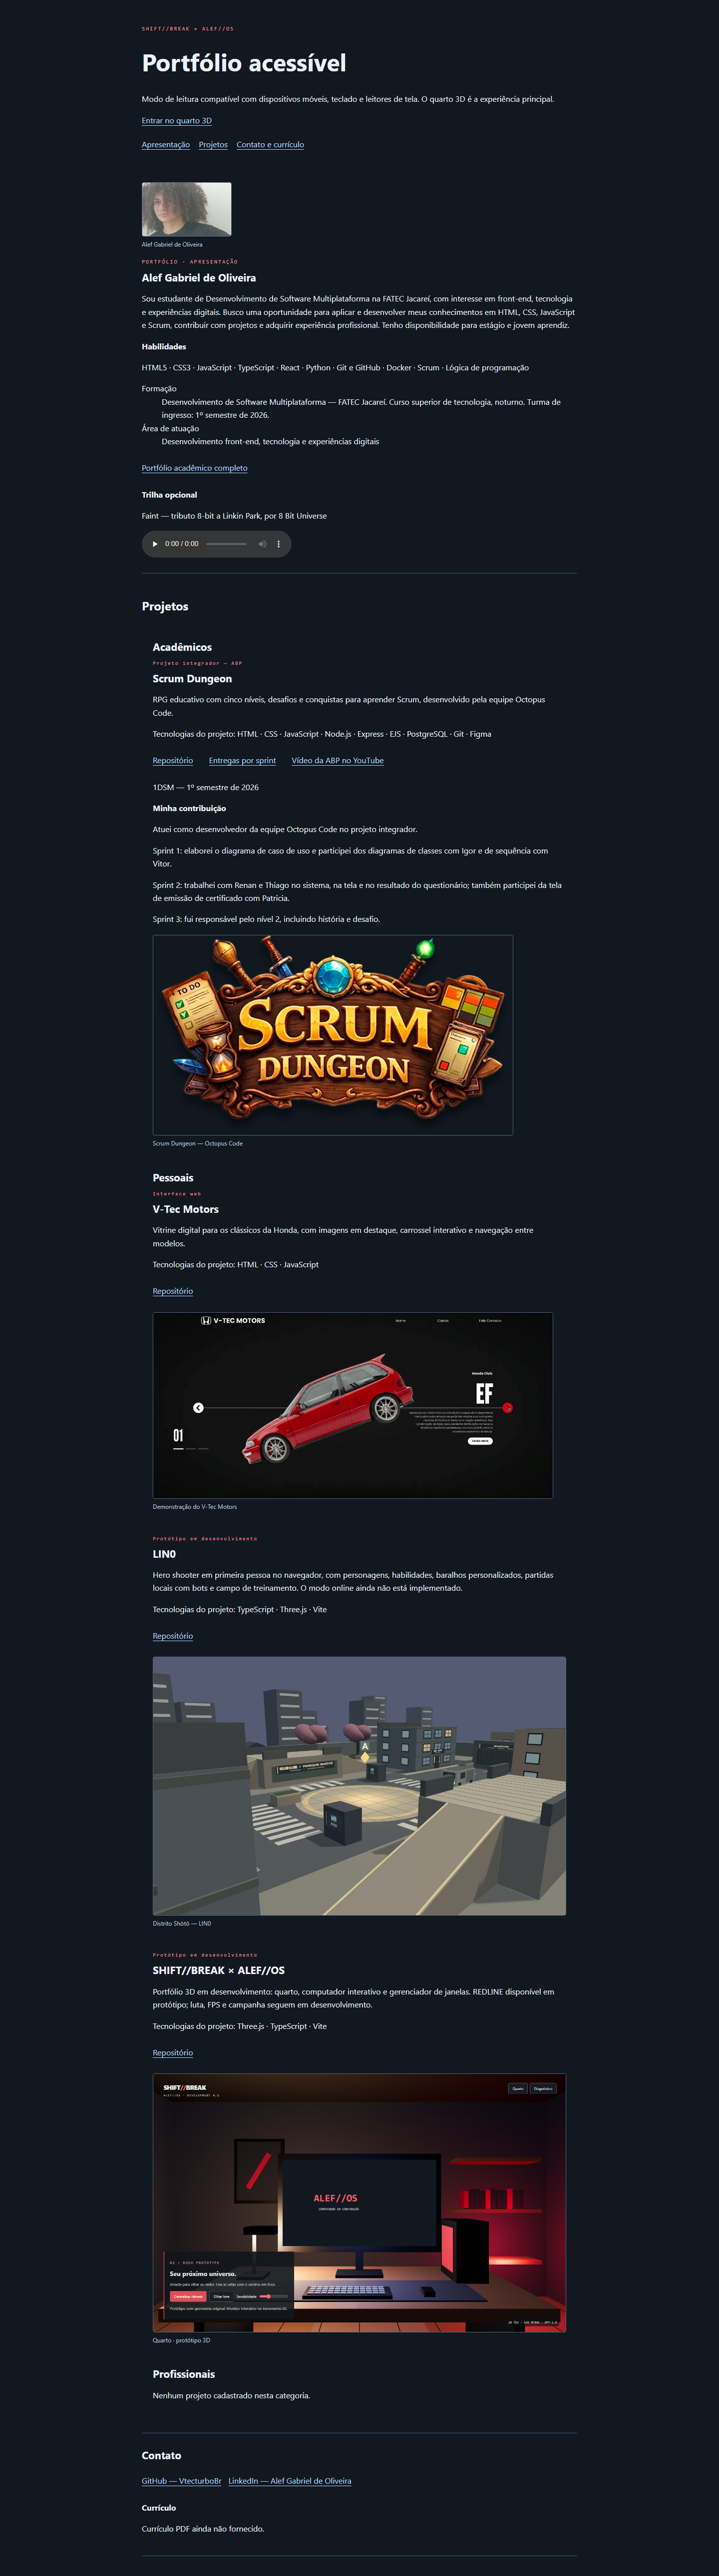 SHIFT//BREAK × ALEF//OS
Portfólio acessível
Modo de leitura compatível com dispositivos móveis, teclado e leitores de tela. O quarto 3D é a experiência principal.
Entrar no quarto 3D
Apresentação Projetos Contato e currículo
Alef Gabriel de Oliveira
PORTFÓLIO · APRESENTAÇÃO
Alef Gabriel de Oliveira
Sou estudante de Desenvolvimento de Software Multiplataforma na FATEC Jacareí, com interesse em front-end, tecnologia
e experiências digitais. Busco uma oportunidade para aplicar e desenvolver meus conhecimentos em HTML, CSS, JavaScript
e Scrum, contribuir com projetos e adquirir experiência profissional. Tenho disponibilidade para estágio e jovem aprendiz.
Habilidades
HTML5 · CSS3 · JavaScript · TypeScript · React · Python · Git e GitHub · Docker · Scrum · Lógica de programação
Formação
Desenvolvimento de Software Multiplataforma — FATEC Jacareí. Curso superior de tecnologia, noturno. Turma de
ingresso: 1º semestre de 2026.
Área de atuação
Desenvolvimento front-end, tecnologia e experiências digitais
Portfólio acadêmico completo
Trilha opcional
Faint — tributo 8-bit a Linkin Park, por 8 Bit Universe
0:00 / 0:00
Projetos
Acadêmicos
Projeto integrador — ABP
Scrum Dungeon
RPG educativo com cinco níveis, desafios e conquistas para aprender Scrum, desenvolvido pela equipe Octopus
Code.
Tecnologias do projeto: HTML · CSS · JavaScript · Node.js · Express · EJS · PostgreSQL · Git · Figma
Repositório Entregas por sprint Vídeo da ABP no YouTube
1DSM — 1º semestre de 2026
Minha contribuição
Atuei como desenvolvedor da equipe Octopus Code no projeto integrador.
Sprint 1: elaborei o diagrama de caso de uso e participei dos diagramas de classes com Igor e de sequência com
Vitor.
Sprint 2: trabalhei com Renan e Thiago no sistema, na tela e no resultado do questionário; também participei da tela
de emissão de certificado com Patricia.
Sprint 3: fui responsável pelo nível 2, incluindo história e desafio.
TO DO
SCRUM
DUNGEON
Scrum Dungeon — Octopus Code
Pessoais
Interface web
V-Tec Motors
Vitrine digital para os clássicos da Honda, com imagens em destaque, carrossel interativo e navegação entre
modelos.
Tecnologias do projeto: HTML · CSS · JavaScript
Repositório
V-TEC MOTORS
Fale Conosco
Honda Civic
EF
01
Demonstração do V-Tec Motors
Protótipo em desenvolvimento
LIN0
Hero shooter em primeira pessoa no navegador, com personagens, habilidades, baralhos personalizados, partidas
locais com bots e campo de treinamento. O modo online ainda não está implementado.
Tecnologias do projeto: TypeScript · Three.js · Vite
Repositório
A
Distrito Shōtō — LIN0
Protótipo em desenvolvimento
SHIFT//BREAK × ALEF//OS
Portfólio 3D em desenvolvimento: quarto, computador interativo e gerenciador de janelas. REDLINE disponível em
protótipo; luta, FPS e campanha seguem em desenvolvimento.
Tecnologias do projeto: Three.js · TypeScript · Vite
Repositório
SHIFT//BREAK
Quarto Diagnóstico
ALEF//OS
Seu próximo universo.
Centralizar câmera Olhar livre Sensibilidade
Quarto · protótipo 3D
Profissionais
Nenhum projeto cadastrado nesta categoria.
Contato
GitHub — VtecturboBr LinkedIn — Alef Gabriel de Oliveira
Currículo
Currículo PDF ainda não fornecido.